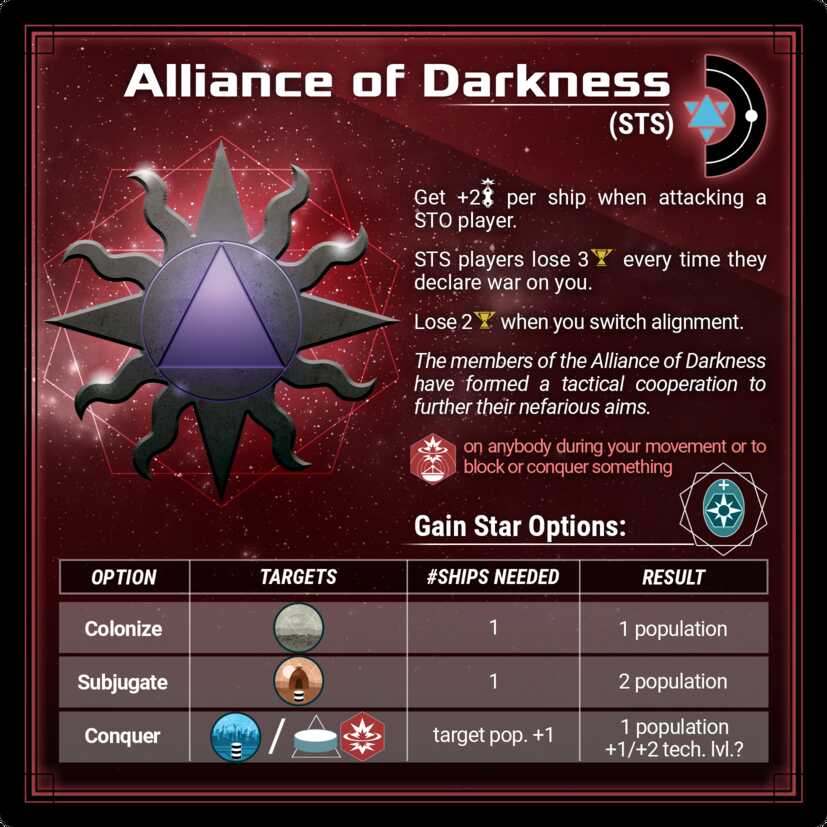 Alliance of Darkness
(STS)
Get +2 per ship when attacking a
STO player.
STS players lose 3 every time they
declare war on you.
Lose 2 when you switch alignment.
The members of the Alliance of Darkness
have formed a tactical cooperation to
further their nefarious aims.
on anybody during your movement or to
block or conquer something
+
Gain Star Options:
OPTION TARGETS #SHIPS NEEDED RESULT
Colonize 1 1 population
Subjugate 1 2 population
Conquer / target pop. +1 1 population
+1/+2 tech. lvl.?